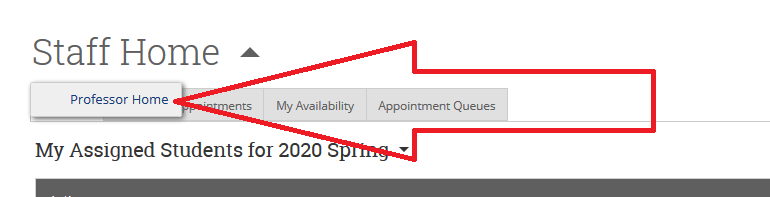 Staff Home
Professor Home
My Availability
Appointment Queues
My Assigned Students for 2020 Spring